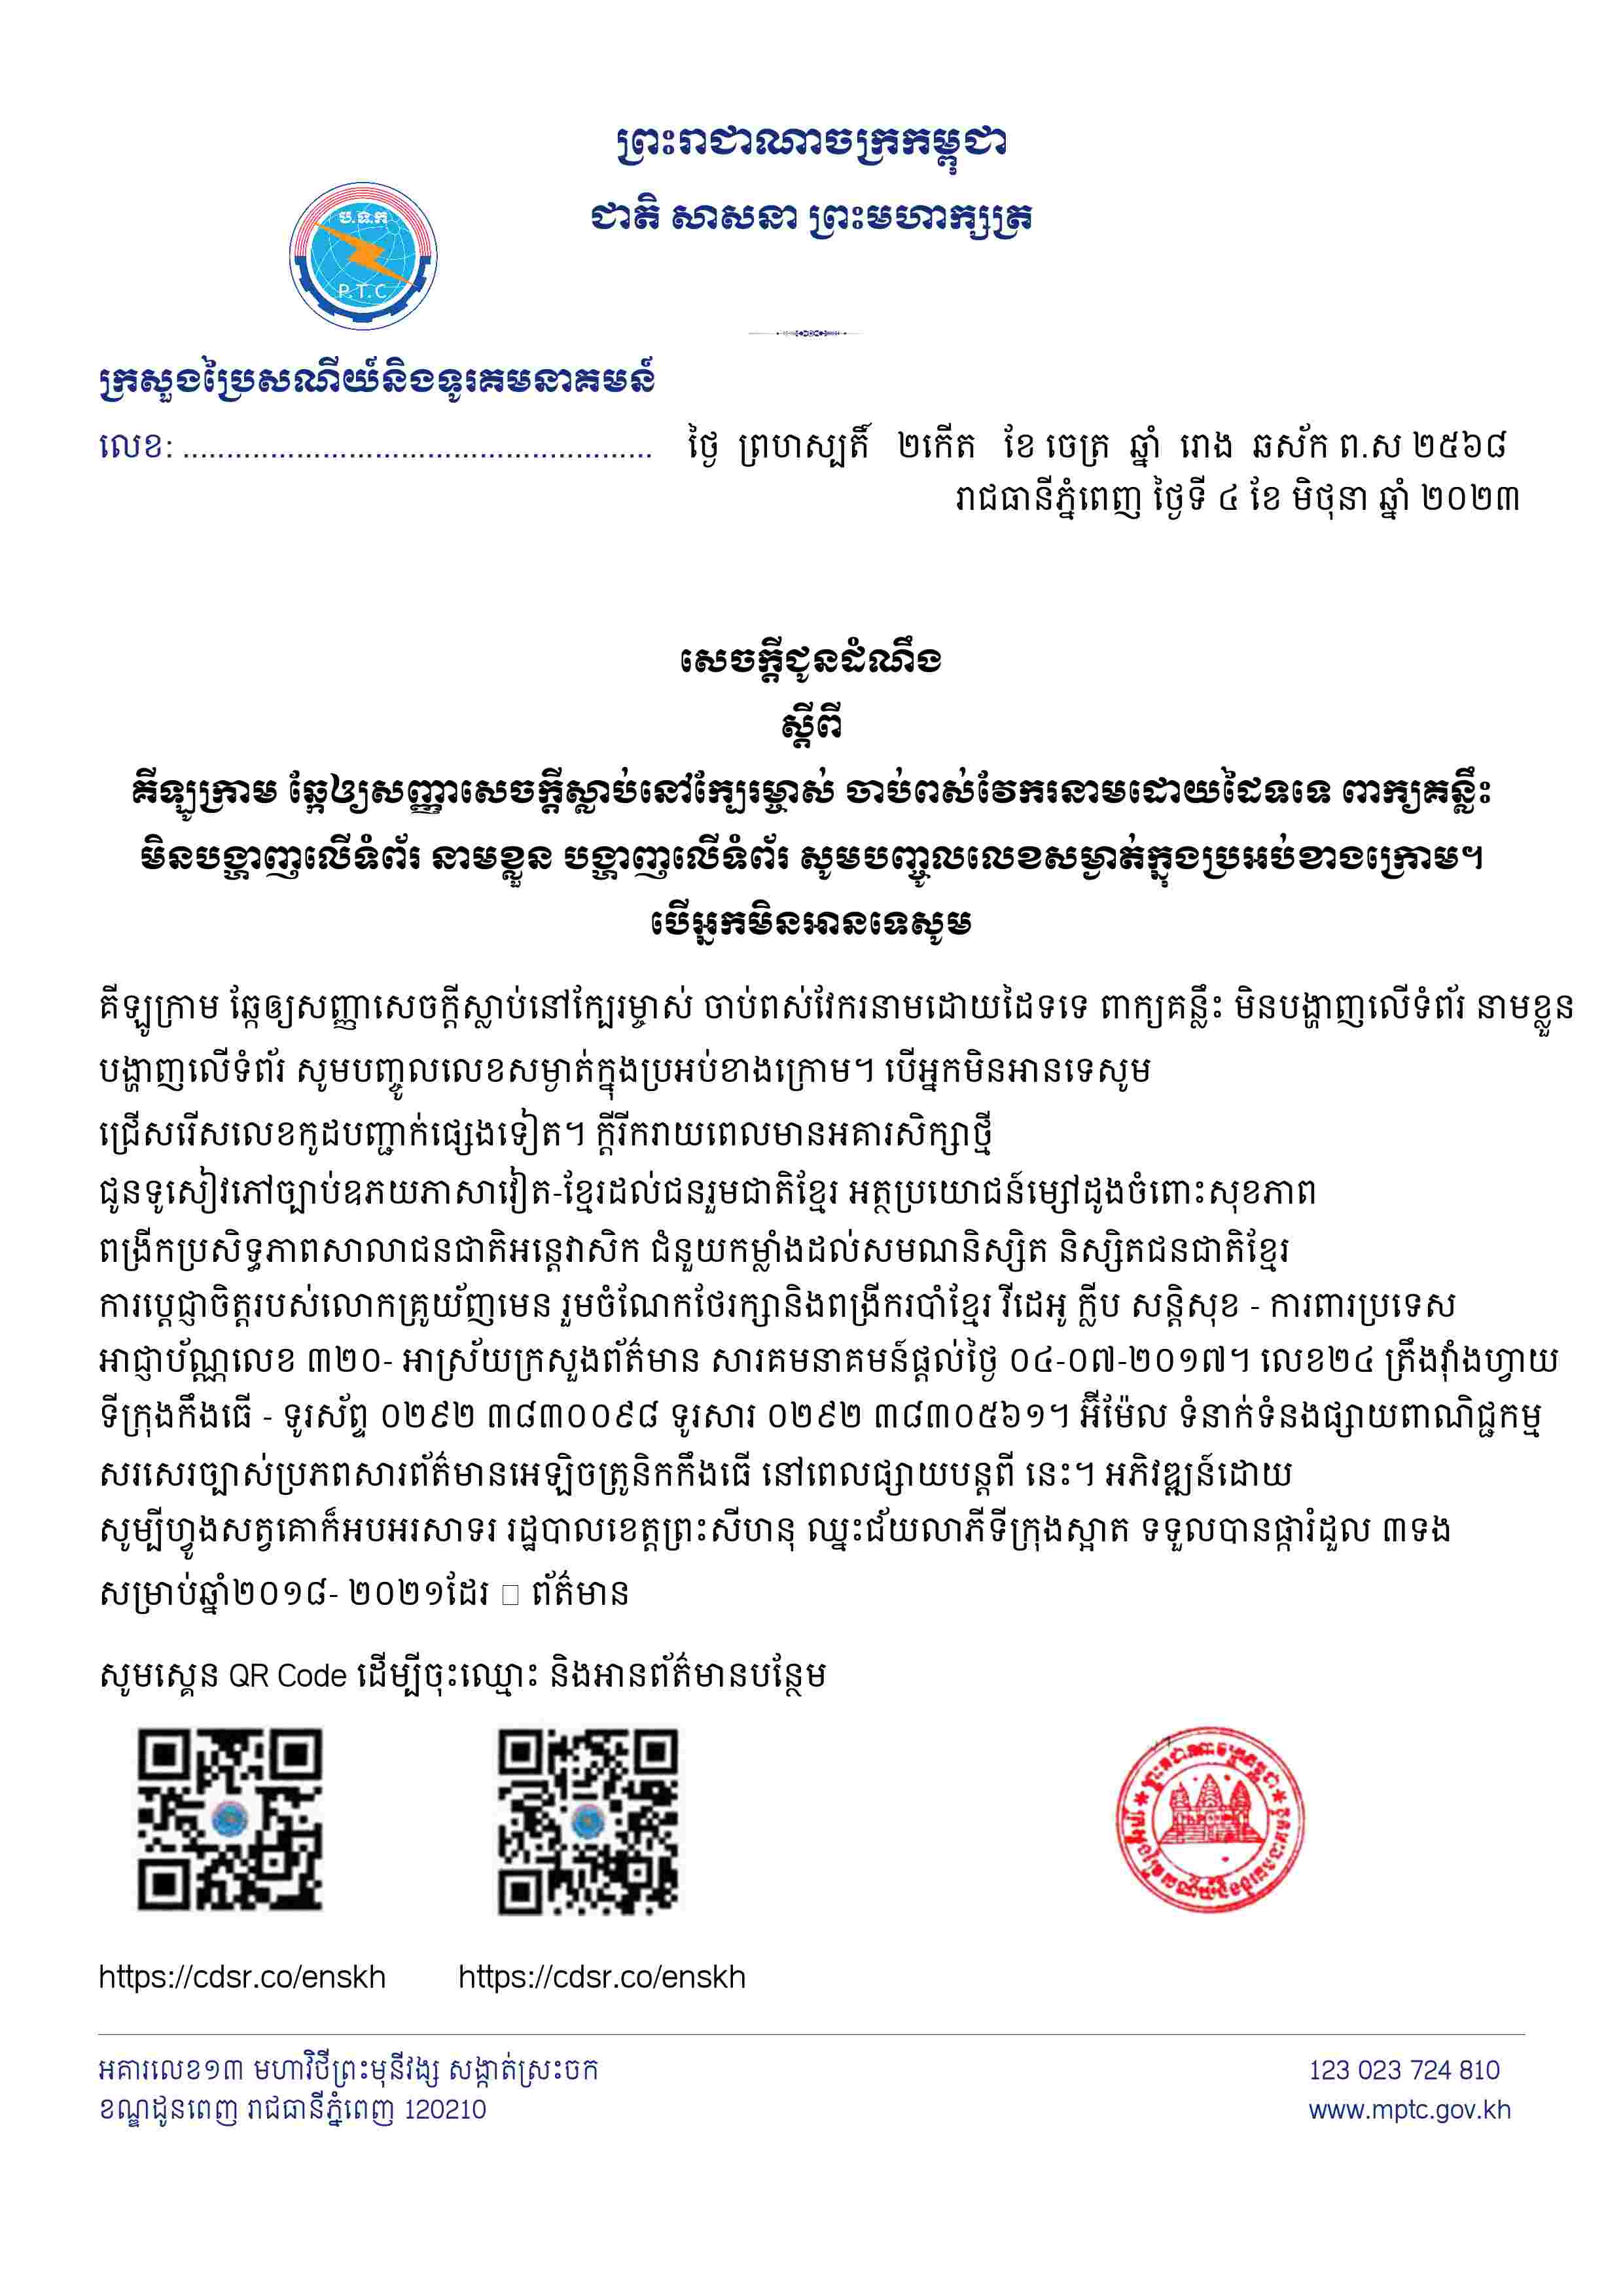 ព្រះរាជាណាចក្រកម្ពុជា
ជាតិ សាសនា ព្រះមហាក្សត្រ
ប.ទ.ក
P.T.C
ក្រសួងប្រៃសណីយ៍និងទូរគមនាគមន៍
លេខ: ......................................................
ថ្ងៃ ព្រហស្បតិ៍ ២កើត ខែ ចេត្រ ឆ្នាំ រោង ឆស័ក ព.ស ២៥៦៨
រាជធានីភ្នំពេញ ថ្ងៃទី ៤ ខែ មិថុនា ឆ្នាំ ២០២៣
សេចក្តីជូនដំណឹង
ស្តីពី
គីឡូក្រាម ឆ្កែឲ្យសញ្ញាសេចក្តីស្លាប់នៅក្បែរម្ចាស់ ចាប់ពស់វែករនាមដោយដៃទទេ ពាក្យគន្លឹះ
មិនបង្ហាញលើទំព័រ នាមខ្លួន បង្ហាញលើទំព័រ សូមបញ្ចូលលេខសម្ងាត់ក្នុងប្រអប់ខាងក្រោម។
បើអ្នកមិនអានទេសូម
គីឡូក្រាម ឆ្កែឲ្យសញ្ញាសេចក្តីស្លាប់នៅក្បែរម្ចាស់ ចាប់ពស់វែករនាមដោយដៃទទេ ពាក្យគន្លឹះ មិនបង្ហាញលើទំព័រ នាមខ្លួន
បង្ហាញលើទំព័រ សូមបញ្ចូលលេខសម្ងាត់ក្នុងប្រអប់ខាងក្រោម។ បើអ្នកមិនអានទេសូម
ជ្រើសរើសលេខកូដបញ្ជាក់ផ្សេងទៀត។ ក្តីរីករាយពេលមានអគារសិក្សាថ្មី
ជូនទូសៀវភៅច្បាប់ឧភយភាសាវៀត-ខ្មែរដល់ជនរួមជាតិខ្មែរ អត្ថប្រយោជន៍ម្សៅដូងចំពោះសុខភាព
ពង្រីកប្រសិទ្ធភាពសាលាជនជាតិអន្តេវាសិក ជំនួយកម្លាំងដល់សមណនិស្សិត និស្សិតជនជាតិខ្មែរ
ការប្តេជ្ញាចិត្តរបស់លោកគ្រូយ័ញមេន រួមចំណែកថែរក្សានិងពង្រីករបាំខ្មែរ វីដេអូ ក្លីប សន្តិសុខ - ការពារប្រទេស
អាជ្ញាប័ណ្ណលេខ ៣២០- អាស្រ័យក្រសួងព័ត៌មាន សារគមនាគមន៍ផ្តល់ថ្ងៃ ០៤-០៧-២០១៧។ លេខ២៤ ត្រឹងវ៉ាំងហ្វាយ
ទីក្រុងកឹងធើ - ទូរស័ព្ទ ០២៩២ ៣៨៣០០៩៨ ទូរសារ ០២៩២ ៣៨៣០៥៦១។ អ៊ីម៉ែល ទំនាក់ទំនងផ្សាយពាណិជ្ជកម្ម
សរសេរច្បាស់ប្រភពសារព័ត៌មានអេឡិចត្រូនិកកឹងធើ នៅពេលផ្សាយបន្តពី នេះ។ អភិវឌ្ឍន៍ដោយ
សូម្បីហ្វូងសត្វគោក៏អបអរសាទរ រដ្ឋបាលខេត្តព្រះសីហនុ ឈ្នះជ័យលាភីទីក្រុងស្អាត ទទួលបានផ្ការំដួល ៣ទង
សម្រាប់ឆ្នាំ២០១៨- ២០២១ដែរ □ ព័ត៌មាន
សូមស្គេន QR Code ដើម្បីចុះឈ្មោះ និងអានព័ត៌មានបន្ថែម
ព្រះរាជាណាចក្រកម្ពុជា
ក្រសួងប្រៃសណីយ៍និងទូរគមនាគមន៍
https://cdsr.co/enskh https://cdsr.co/enskh
អគារលេខ១៣ មហាវិថីព្រះមុនីវង្ស សង្កាត់ស្រះចក
ខណ្ឌដូនពេញ រាជធានីភ្នំពេញ 120210
123 023 724 810
www.mptc.gov.kh